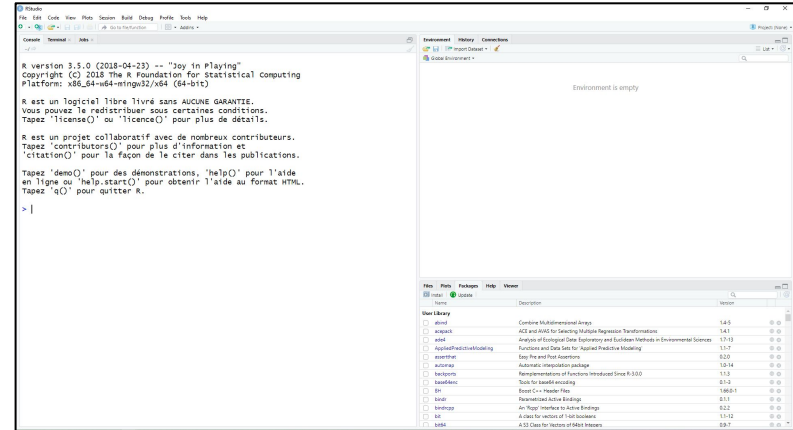 RStudio
File Edit Code View Plots Session Build Debug Profile Tools Help
Go to file/function Addins
Project: (None)
Console Terminal Jobs
R version 3.5.0 (2018-04-23) -- "Joy in Playing"
Copyright (C) 2018 The R Foundation for Statistical Computing
Platform: x86_64-w64-mingw32/x64 (64-bit)
R est un logiciel libre livré sans AUCUNE GARANTIE.
Vous pouvez le redistribuer sous certaines conditions.
Tapez 'license()' ou 'licence()' pour plus de détails.
R est un projet collaboratif avec de nombreux contributeurs.
Tapez 'contributors()' pour plus d'information et
'citation()' pour la façon de le citer dans les publications.
Tapez 'demo()' pour des démonstrations, 'help()' pour l'aide
en ligne ou 'help.start()' pour obtenir l'aide au format HTML.
Tapez 'q()' pour quitter R.
>
Environment History Connections
Import Dataset List
Global Environment
Environment is empty
Files Plots Packages Help Viewer
Install Update
Name Description Version
User Library
abind Combine Multidimensional Arrays 1.4-5
acepack ACE and AVAS for Selecting Multiple Regression Transformations 1.4.1
ade4 Analysis of Ecological Data: Exploratory and Euclidean Methods in Environmental Sciences 1.7-13
AppliedPredictiveModeling Functions and Data Sets for 'Applied Predictive Modeling' 1.1-7
assertthat Easy Pre and Post Assertions 0.2.0
automap Automatic interpolation package 1.0-14
backports Reimplementations of Functions Introduced Since R-3.0.0 1.1.3
base64enc Tools for base64 encoding 0.1-3
BH Boost C++ Header Files 1.66.0-1
bindr Parametrized Active Bindings 0.1.1
bindrcpp An 'Rcpp' Interface to Active Bindings 0.2.2
bit A class for vectors of 1-bit booleans 1.1-12
bit64 A S3 Class for Vectors of 64bit Integers 0.9-7